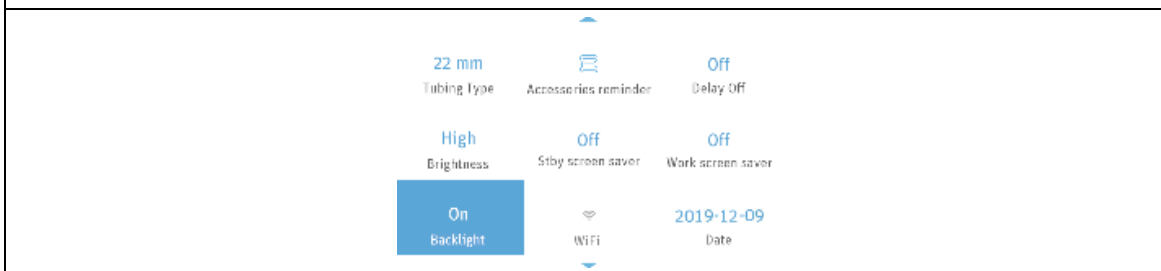 22 mm Off
Tubing Type Accessories reminder Delay Off
High Off Off
Brightness Stby screen saver Work screen saver
On 2019-12-09
Backlight WiFi Date